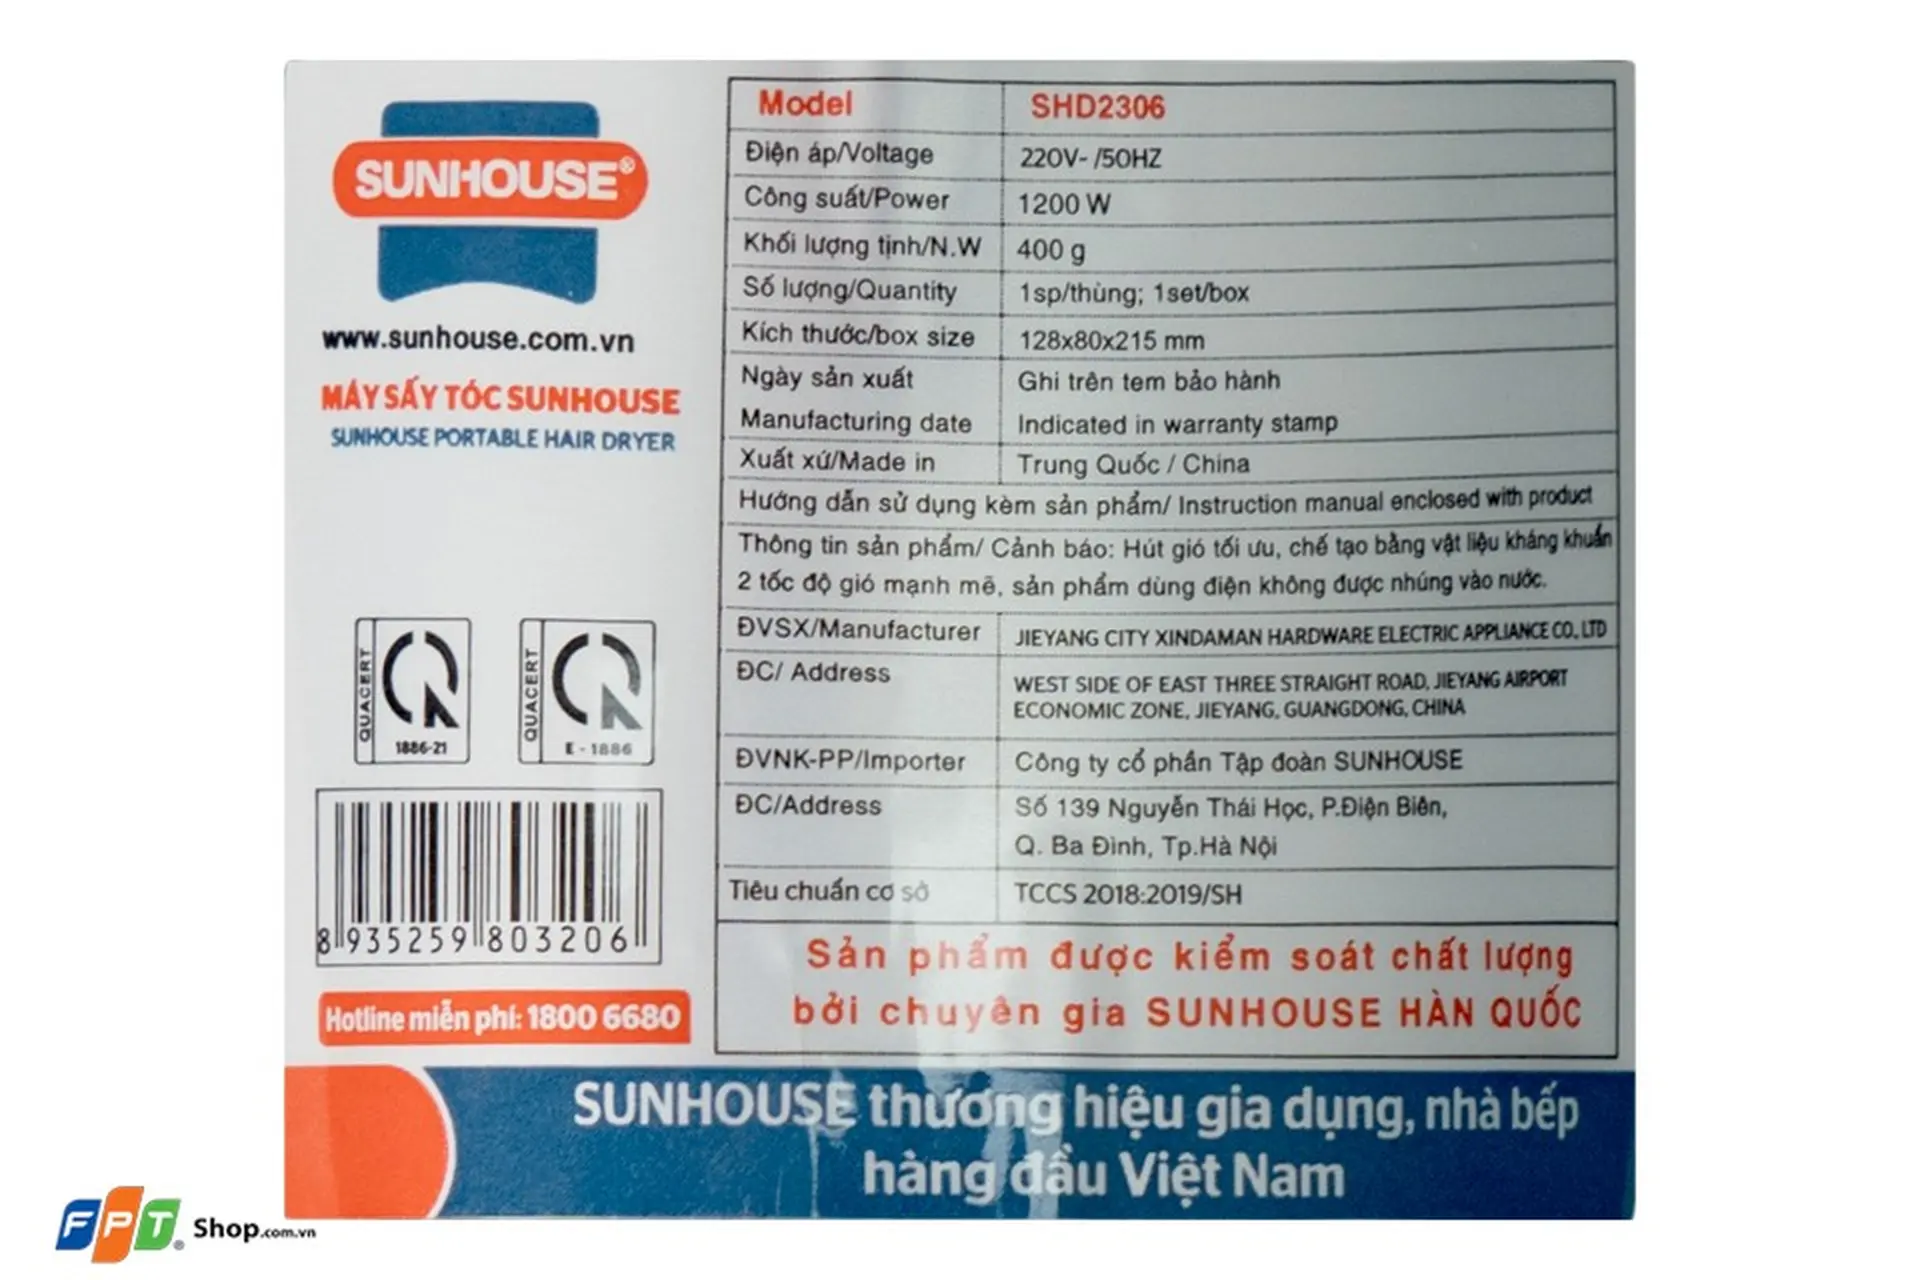 SUNHOUSE®
www.sunhouse.com.vn
MÁY SẤY TÓC SUNHOUSE
SUNHOUSE PORTABLE HAIR DRYER
QUACERT
1886-21
QUACERT
E - 1886
8 935259 803206
Hotline miễn phí: 1800 6680
Model SHD2306
Điện áp/Voltage 220V- /50HZ
Công suất/Power 1200 W
Khối lượng tịnh/N.W 400 g
Số lượng/Quantity 1sp/thùng; 1set/box
Kích thước/box size 128x80x215 mm
Ngày sản xuất Ghi trên tem bảo hành
Manufacturing date Indicated in warranty stamp
Xuất xứ/Made in Trung Quốc / China
Hướng dẫn sử dụng kèm sản phẩm/ Instruction manual enclosed with product
Thông tin sản phẩm/ Cảnh báo: Hút gió tối ưu, chế tạo bằng vật liệu kháng khuẩn
2 tốc độ gió mạnh mẽ, sản phẩm dùng điện không được nhúng vào nước.
ĐVSX/Manufacturer JIEYANG CITY XINDAMAN HARDWARE ELECTRIC APPLIANCE CO., LTD
ĐC/ Address WEST SIDE OF EAST THREE STRAIGHT ROAD, JIEYANG AIRPORT
ECONOMIC ZONE, JIEYANG, GUANGDONG, CHINA
ĐVNK-PP/Importer Công ty cổ phần Tập đoàn SUNHOUSE
ĐC/Address Số 139 Nguyễn Thái Học, P.Điện Biên,
Q. Ba Đình, Tp.Hà Nội
Tiêu chuẩn cơ sở TCCS 2018:2019/SH
Sản phẩm được kiểm soát chất lượng
bởi chuyên gia SUNHOUSE HÀN QUỐC
SUNHOUSE thương hiệu gia dụng, nhà bếp
hàng đầu Việt Nam
FPT® Shop.com.vn